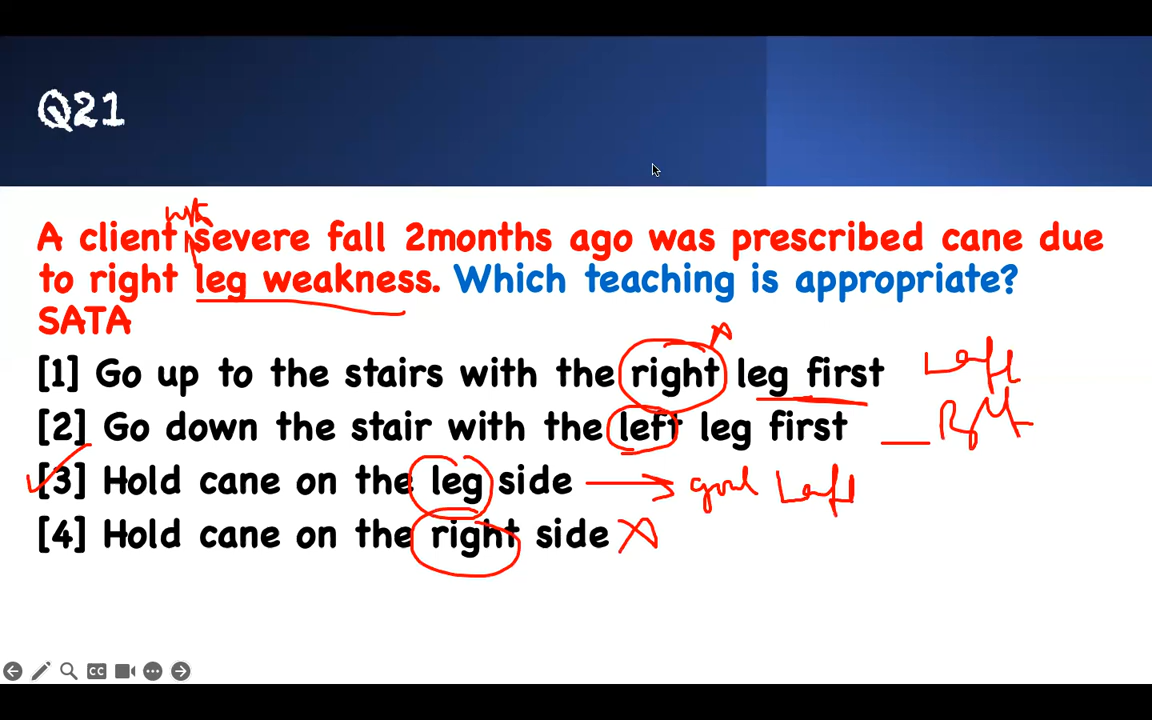 Q21
A client severe fall 2months ago was prescribed cane due
to right leg weakness. Which teaching is appropriate?
SATA
[1] Go up to the stairs with the right leg first Left
[2] Go down the stair with the left leg first
[3] Hold cane on the leg side good Left
[4] Hold cane on the right side
CC